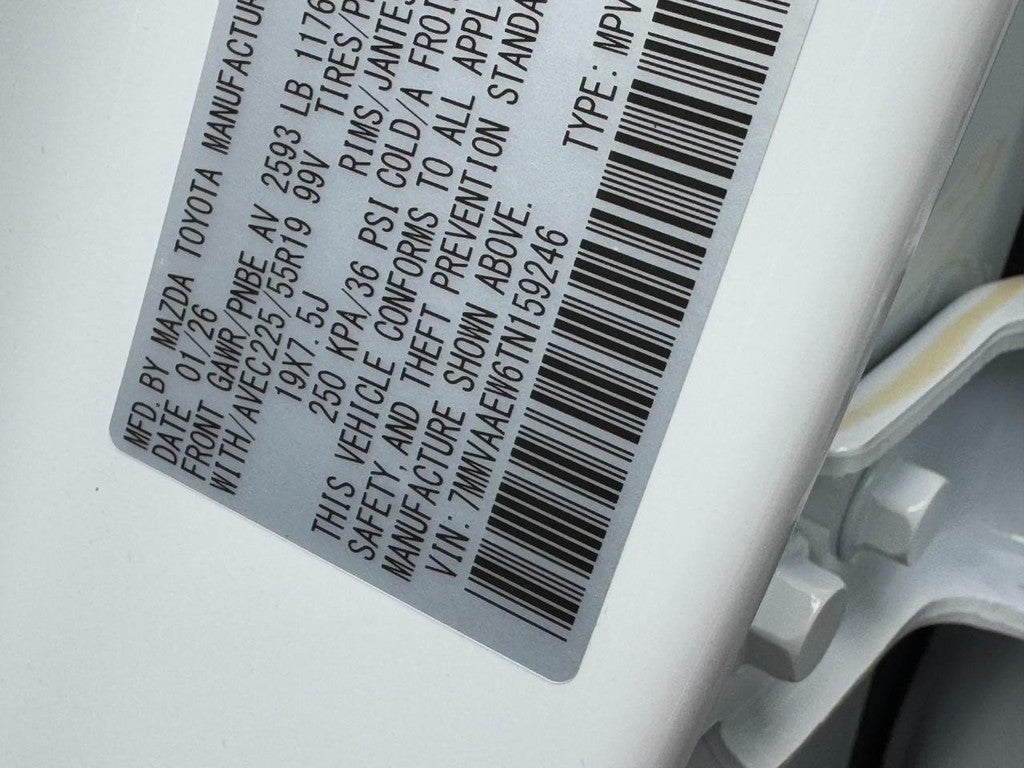 MFD. BY MAZDA TOYOTA MANUFACTUR
DATE 01/26
FRONT GAWR/PNBE AV 2593 LB 1176
WITH/AVEC225/55R19 99V TIRES/P
19X7.5J RIMS/JANTES
250 KPA/36 PSI COLD/A FROI
THIS VEHICLE CONFORMS TO ALL APPL
SAFETY, AND THEFT PREVENTION STANDA
MANUFACTURE SHOWN ABOVE.
VIN: 7MMVAAEW6TN159246 TYPE: MPV